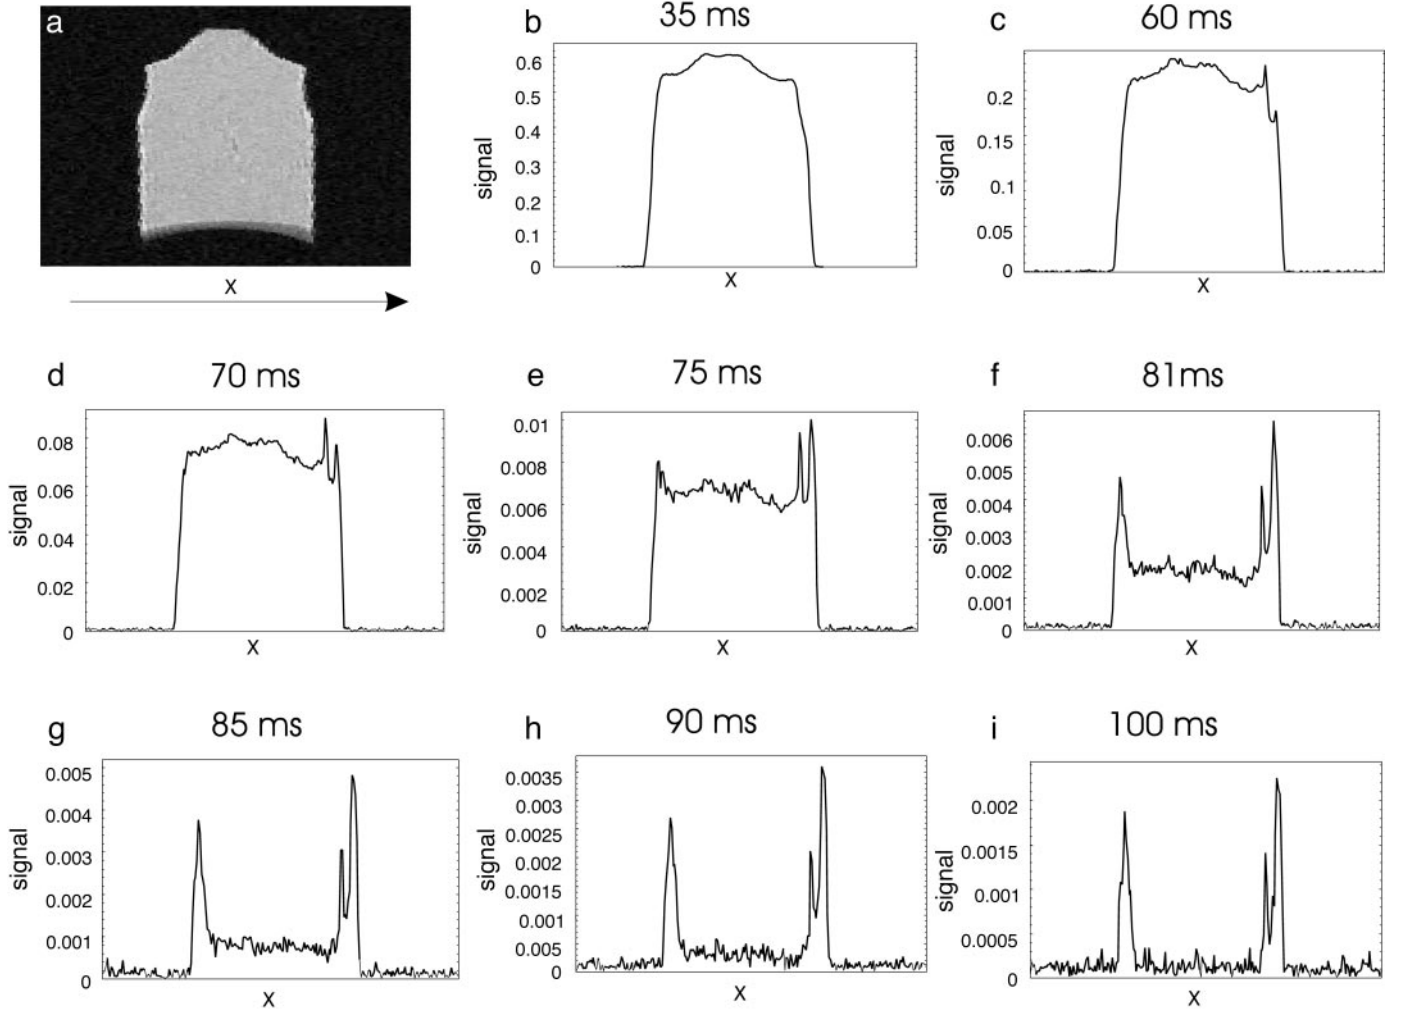 a
x
b
35 ms
signal
0.6
0.5
0.4
0.3
0.2
0.1
0
x
c
60 ms
signal
0.2
0.15
0.1
0.05
0
x
d
70 ms
signal
0.08
0.06
0.04
0.02
0
x
e
75 ms
signal
0.01
0.008
0.006
0.004
0.002
0
x
f
81ms
signal
0.006
0.005
0.004
0.003
0.002
0.001
0
x
g
85 ms
signal
0.005
0.004
0.003
0.002
0.001
0
x
h
90 ms
signal
0.0035
0.003
0.0025
0.002
0.0015
0.001
0.005
0
x
i
100 ms
signal
0.002
0.0015
0.001
0.0005
0
x